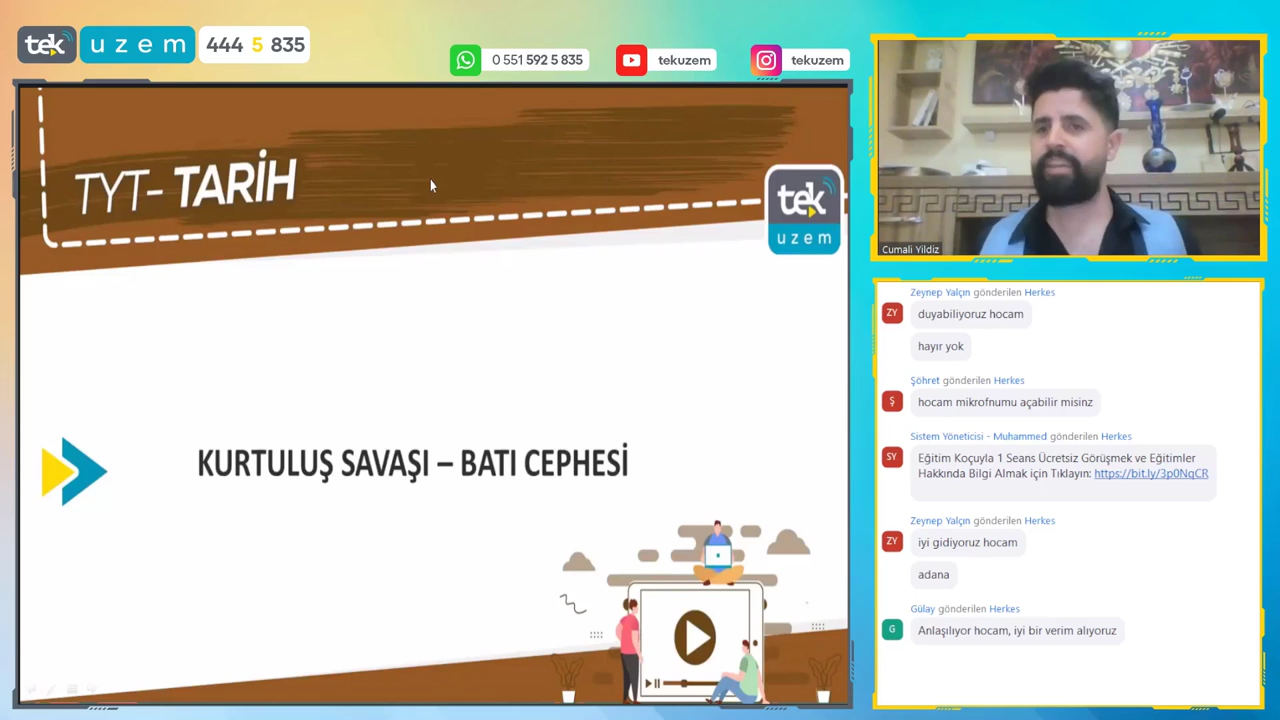 tek
uzem
444 5 835
0 551 592 5 835
tekuzem
tekuzem
TYT- TARİH
tek
uzem
KURTULUŞ SAVAŞI – BATI CEPHESİ
Cumali Yildiz
Zeynep Yalçın gönderilen Herkes
ZY
duyabiliyoruz hocam
hayır yok
Şöhret gönderilen Herkes
Ş
hocam mikrofnumu açabilir misinz
Sistem Yöneticisi - Muhammed gönderilen Herkes
SY
Eğitim Koçuyla 1 Seans Ücretsiz Görüşmek ve Eğitimler
Hakkında Bilgi Almak için Tıklayın: https://bit.ly/3p0NqCR
Zeynep Yalçın gönderilen Herkes
ZY
iyi gidiyoruz hocam
adana
Gülay gönderilen Herkes
G
Anlaşılıyor hocam, iyi bir verim alıyoruz